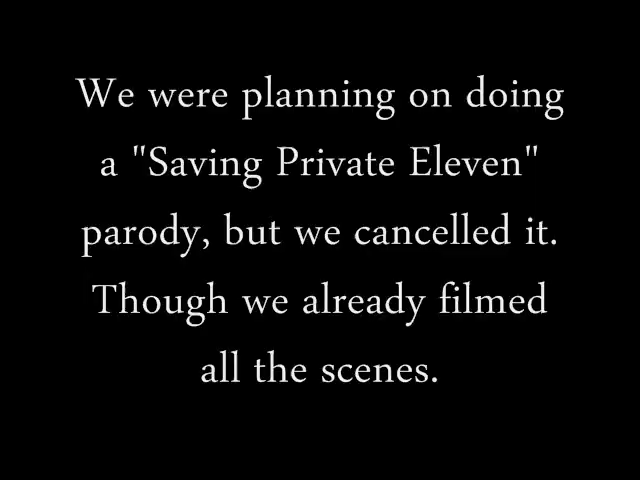 We were planning on doing
a "Saving Private Eleven"
parody, but we cancelled it.
Though we already filmed
all the scenes.